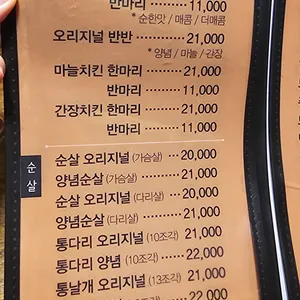 반마리 ········· 11,000
* 순한맛 / 매콤 / 더매콤
오리지널 반반 ········ 21,000
* 양념 / 마늘 / 간장
마늘치킨 한마리 ······· 21,000
반마리 ········ 11,000
간장치킨 한마리 ······· 21,000
반마리 ········ 11,000
순살
순살 오리지널 (가슴살) ··· 20,000
양념순살 (가슴살) ······· 21,000
순살 오리지널 (다리살) ··· 20,000
양념순살 (다리살) ······· 21,000
통다리 오리지널 (10조각) ·· 21,000
통다리 양념 (10조각) ····· 22,000
통날개 오리지널 (13조각) 21,000
22,000